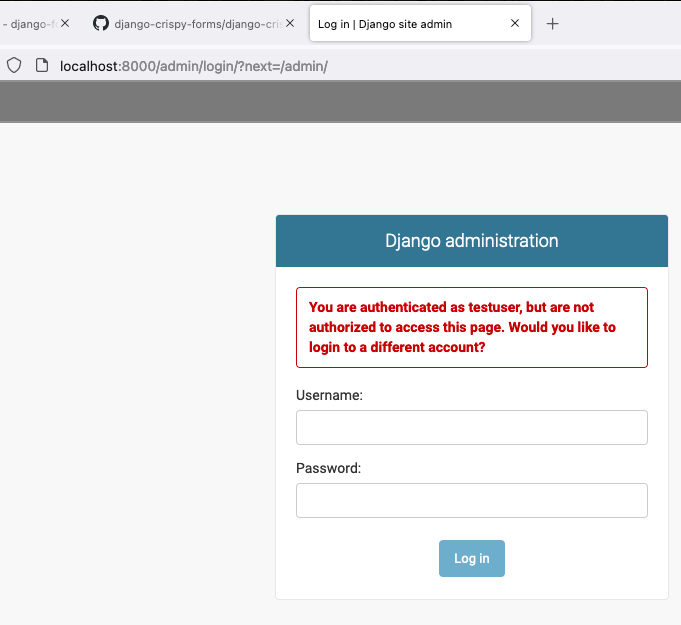 - django-f
django-crispy-forms/django-cris
Log in | Django site admin
localhost:8000/admin/login/?next=/admin/
Django administration
You are authenticated as testuser, but are not
authorized to access this page. Would you like to
login to a different account?
Username:
Password:
Log in